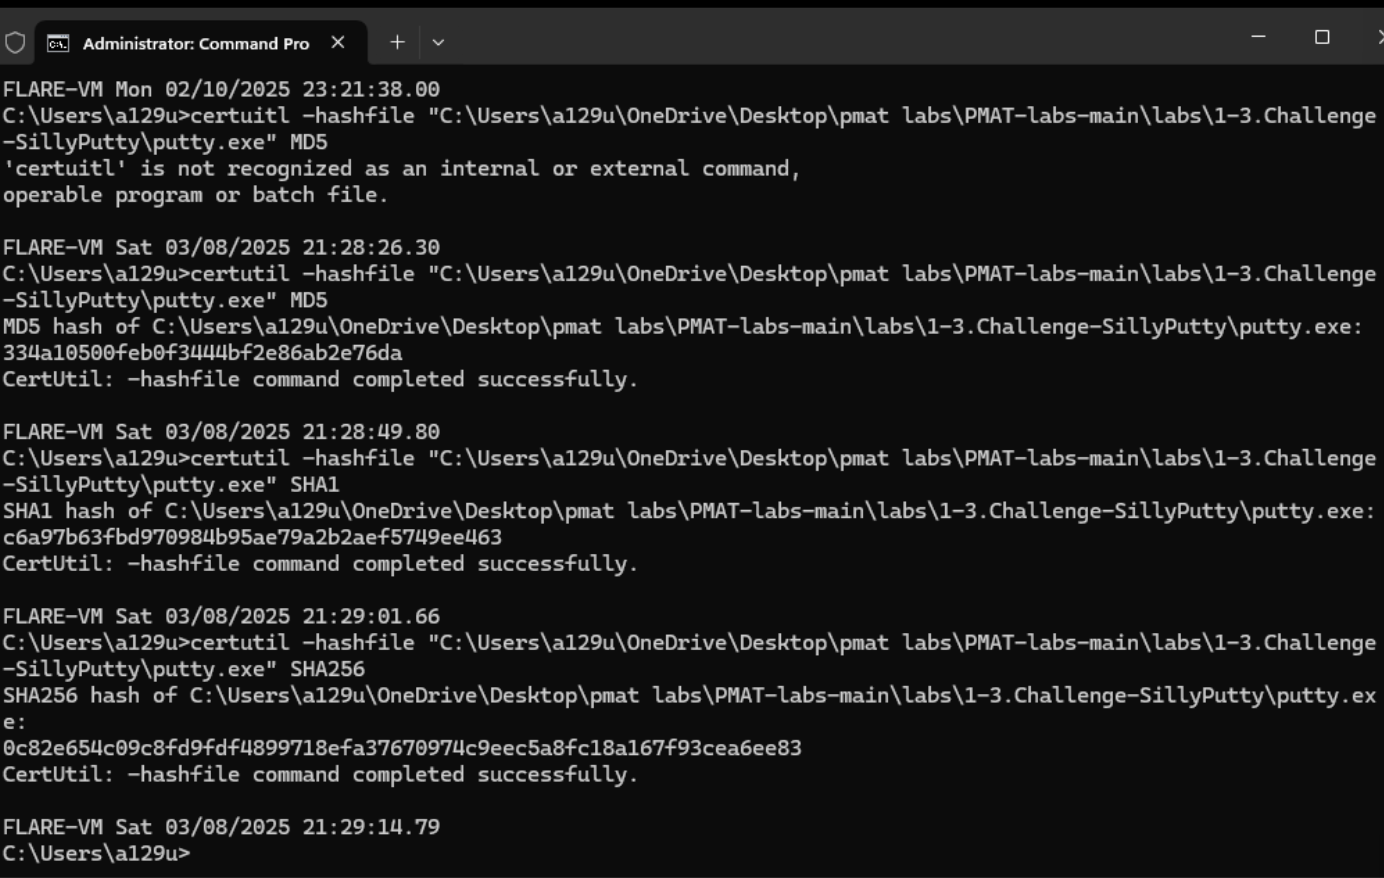 Administrator: Command Pro
FLARE-VM Mon 02/10/2025 23:21:38.00
C:\Users\a129u>certuitl -hashfile "C:\Users\a129u\OneDrive\Desktop\pmat labs\PMAT-labs-main\labs\1-3.Challenge
-SillyPutty\putty.exe" MD5
'certuitl' is not recognized as an internal or external command,
operable program or batch file.
FLARE-VM Sat 03/08/2025 21:28:26.30
C:\Users\a129u>certutil -hashfile "C:\Users\a129u\OneDrive\Desktop\pmat labs\PMAT-labs-main\labs\1-3.Challenge
-SillyPutty\putty.exe" MD5
MD5 hash of C:\Users\a129u\OneDrive\Desktop\pmat labs\PMAT-labs-main\labs\1-3.Challenge-SillyPutty\putty.exe:
334a10500feb0f3444bf2e86ab2e76da
CertUtil: -hashfile command completed successfully.
FLARE-VM Sat 03/08/2025 21:28:49.80
C:\Users\a129u>certutil -hashfile "C:\Users\a129u\OneDrive\Desktop\pmat labs\PMAT-labs-main\labs\1-3.Challenge
-SillyPutty\putty.exe" SHA1
SHA1 hash of C:\Users\a129u\OneDrive\Desktop\pmat labs\PMAT-labs-main\labs\1-3.Challenge-SillyPutty\putty.exe:
c6a97b63fbd970984b95ae79a2b2aef5749ee463
CertUtil: -hashfile command completed successfully.
FLARE-VM Sat 03/08/2025 21:29:01.66
C:\Users\a129u>certutil -hashfile "C:\Users\a129u\OneDrive\Desktop\pmat labs\PMAT-labs-main\labs\1-3.Challenge
-SillyPutty\putty.exe" SHA256
SHA256 hash of C:\Users\a129u\OneDrive\Desktop\pmat labs\PMAT-labs-main\labs\1-3.Challenge-SillyPutty\putty.ex
e:
0c82e654c09c8fd9fdf4899718efa37670974c9eec5a8fc18a167f93cea6ee83
CertUtil: -hashfile command completed successfully.
FLARE-VM Sat 03/08/2025 21:29:14.79
C:\Users\a129u>